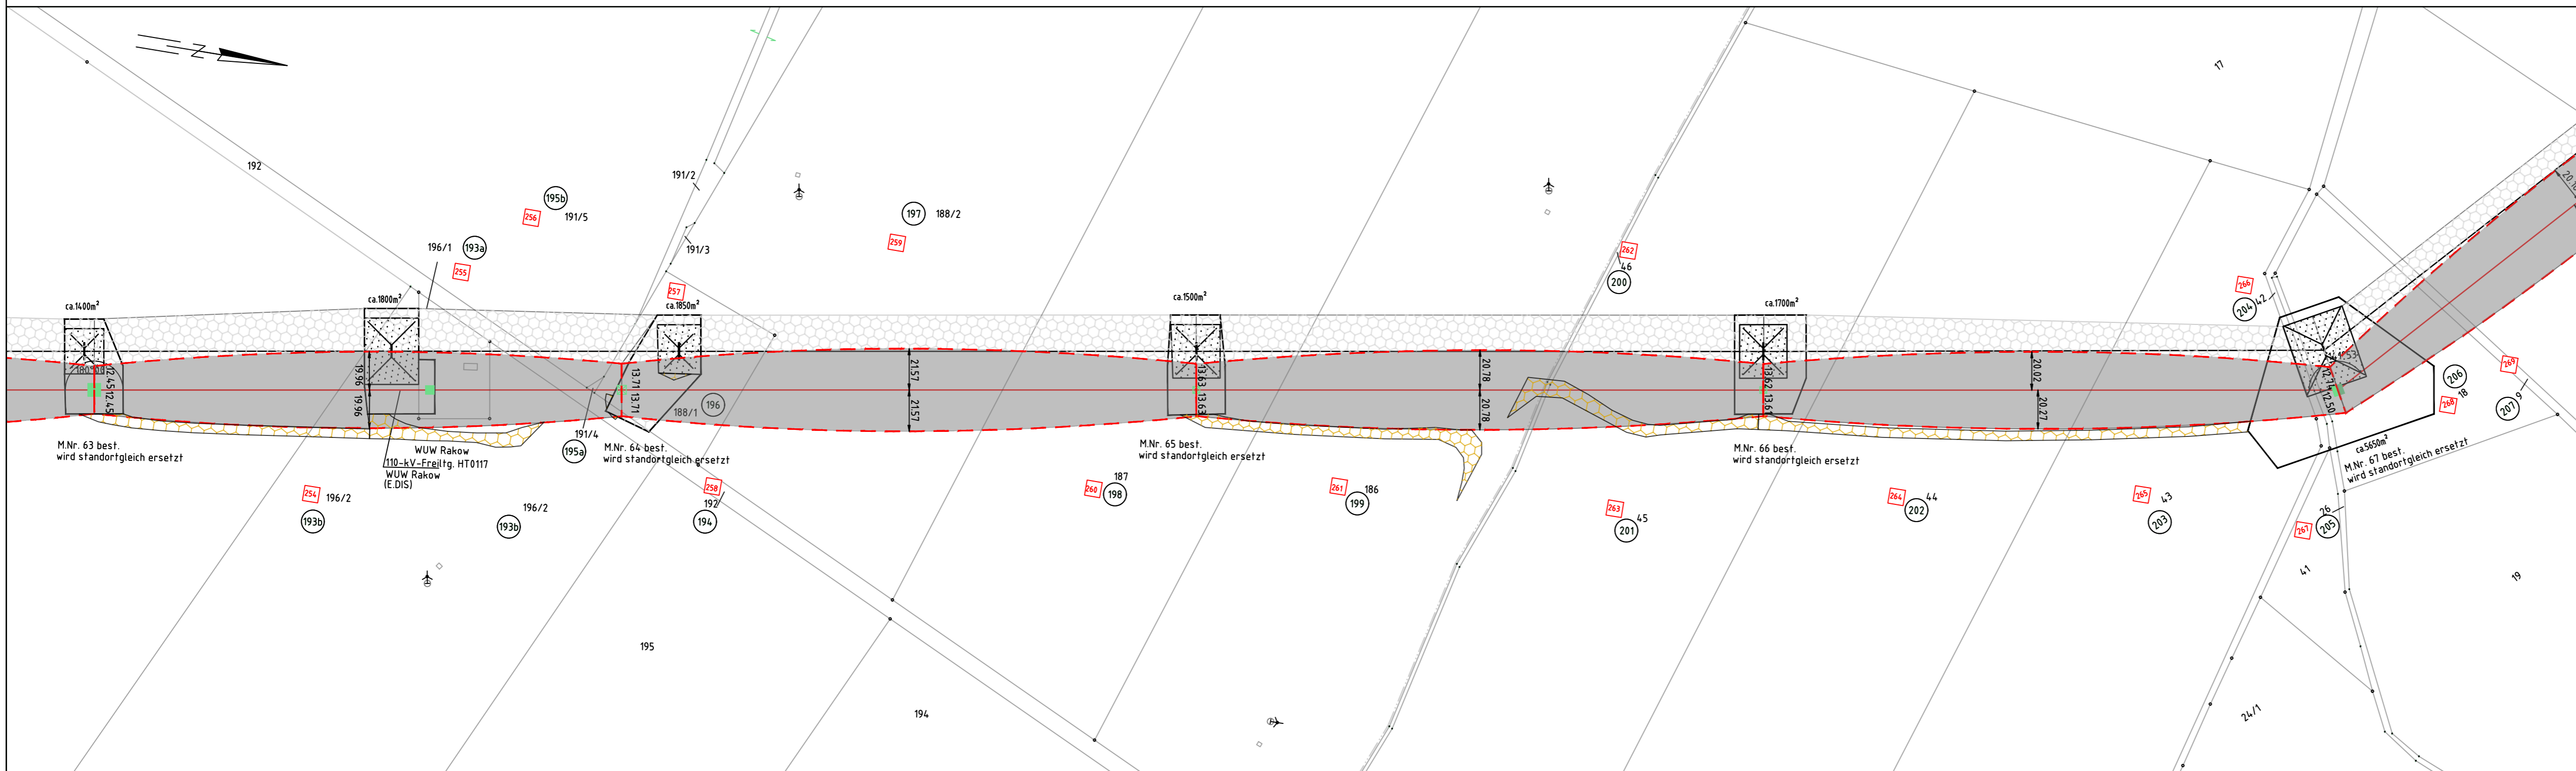 N
192
195b
256
191/5
196/1
193a
255
191/2
191/3
257
197
188/2
259
262
46
200
17
266
204
42
ca.1400m²
ca.1800m²
ca.1850m²
ca.1500m²
ca.1700m²
12.45
12.45
19.96
19.96
13.71
13.71
21.57
21.57
13.63
13.63
20.78
20.78
13.62
13.61
20.02
20.27
12.50
188/1
196
191/4
195a
M.Nr. 63 best.
wird standortgleich ersetzt
WUW Rakow
110-kV-Freiltg. HT0117
WUW Rakow
(E.DIS)
M.Nr. 64 best.
wird standortgleich ersetzt
M.Nr. 65 best.
wird standortgleich ersetzt
M.Nr. 66 best.
wird standortgleich ersetzt
ca.5650m²
M.Nr. 67 best.
wird standortgleich ersetzt
254
196/2
193b
196/2
193b
258
192
194
260
187
198
261
186
199
263
45
201
264
44
202
265
43
203
267
26
205
206
18
268
269
9
207
41
19
24/1
195
194